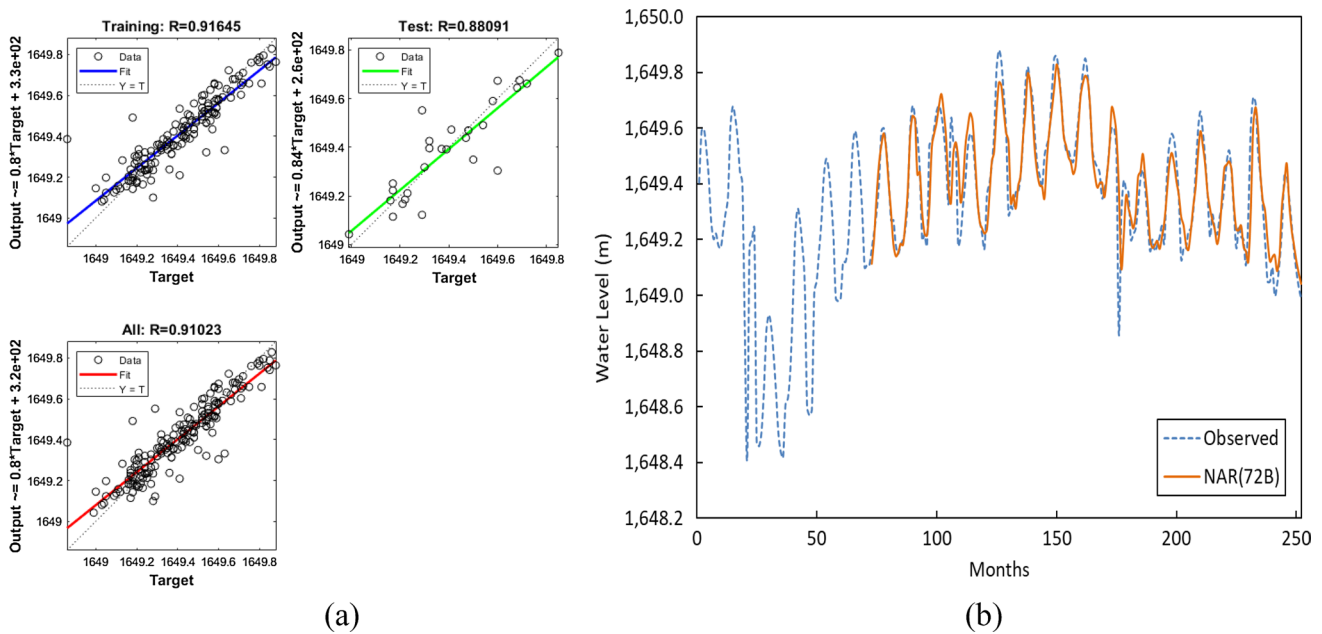 Training: R=0.91645
Output ~= 0.8*Target + 3.3e+02
1649.8
1649.6
1649.4
1649.2
1649
Data
Fit
Y = T
1649 1649.2 1649.4 1649.6 1649.8
Target
Test: R=0.88091
Output ~= 0.84*Target + 2.6e+02
1649.8
1649.6
1649.4
1649.2
1649
Data
Fit
Y = T
1649 1649.2 1649.4 1649.6 1649.8
Target
All: R=0.91023
Output ~= 0.8*Target + 3.2e+02
1649.8
1649.6
1649.4
1649.2
1649
Data
Fit
Y = T
1649 1649.2 1649.4 1649.6 1649.8
Target
(a)
Water Level (m)
1,650.0
1,649.8
1,649.6
1,649.4
1,649.2
1,649.0
1,648.8
1,648.6
1,648.4
1,648.2
Observed
NAR(72B)
0 50 100 150 200 250
Months
(b)